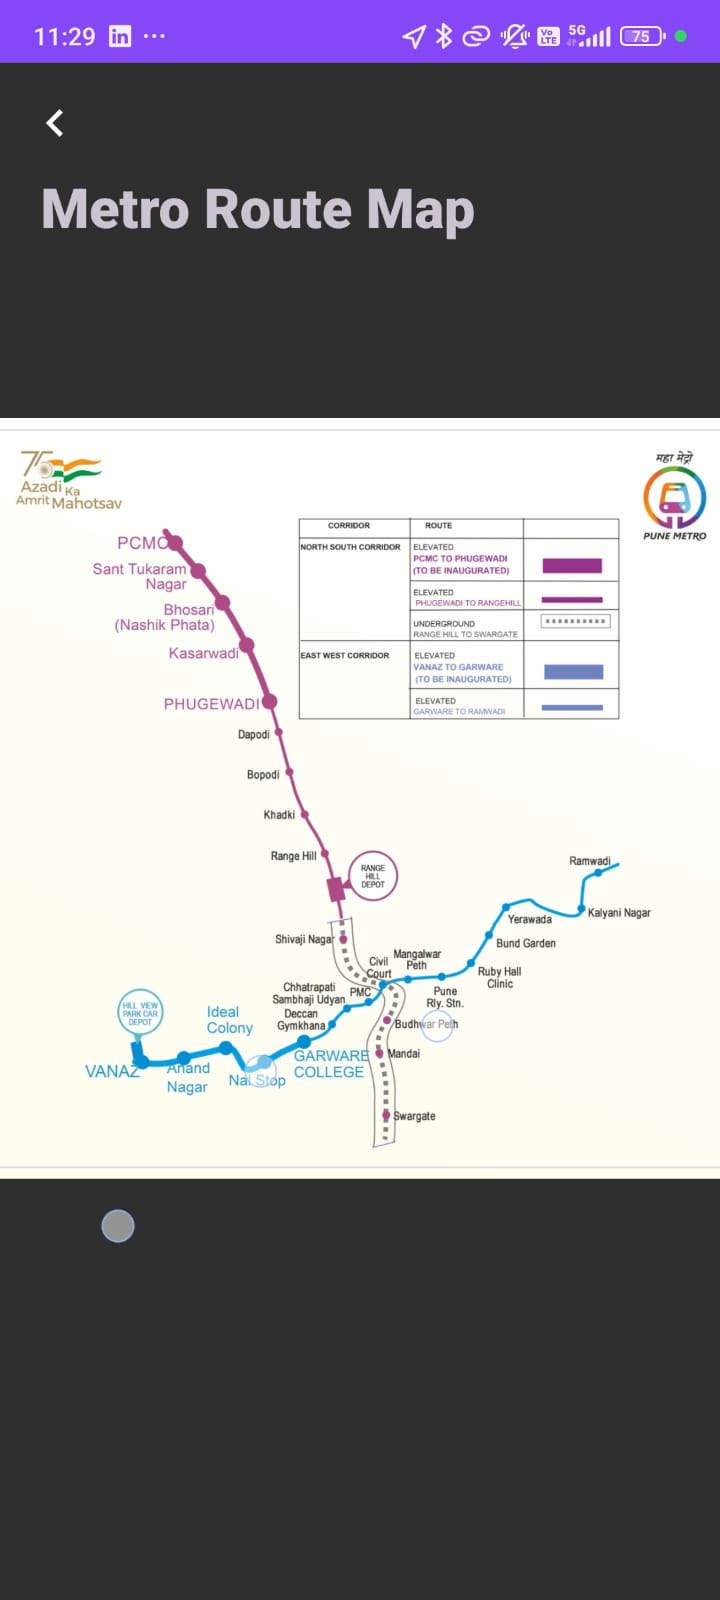 11:29
Vo
LTE
5G
75
Metro Route Map
75
Azadi Ka
Amrit Mahotsav
महा मेट्रो
PUNE METRO
CORRIDOR ROUTE
NORTH SOUTH CORRIDOR
ELEVATED
PCMC TO PHUGEWADI
(TO BE INAUGURATED)
ELEVATED
PHUGEWADI TO RANGEHILL
UNDERGROUND
RANGE HILL TO SWARGATE
EAST WEST CORRIDOR
ELEVATED
VANAZ TO GARWARE
(TO BE INAUGURATED)
ELEVATED
GARWARE TO RAMWADI
PCMC
Sant Tukaram
Nagar
Bhosari
(Nashik Phata)
Kasarwadi
PHUGEWADI
Dapodi
Bopodi
Khadki
Range Hill
RANGE
HILL
DEPOT
Shivaji Nagar
Ramwadi
Kalyani Nagar
Yerawada
Bund Garden
Ruby Hall
Clinic
Mangalwar
Peth
Civil
Court
Pune
Rly. Stn.
PMC
Chhatrapati
Sambhaji Udyan
Deccan
Gymkhana
Budhwar Peth
Mandai
Swargate
HILL VIEW
PARK CAR
DEPOT
Ideal
Colony
VANAZ
Anand
Nagar
Nal Stop
GARWARE
COLLEGE